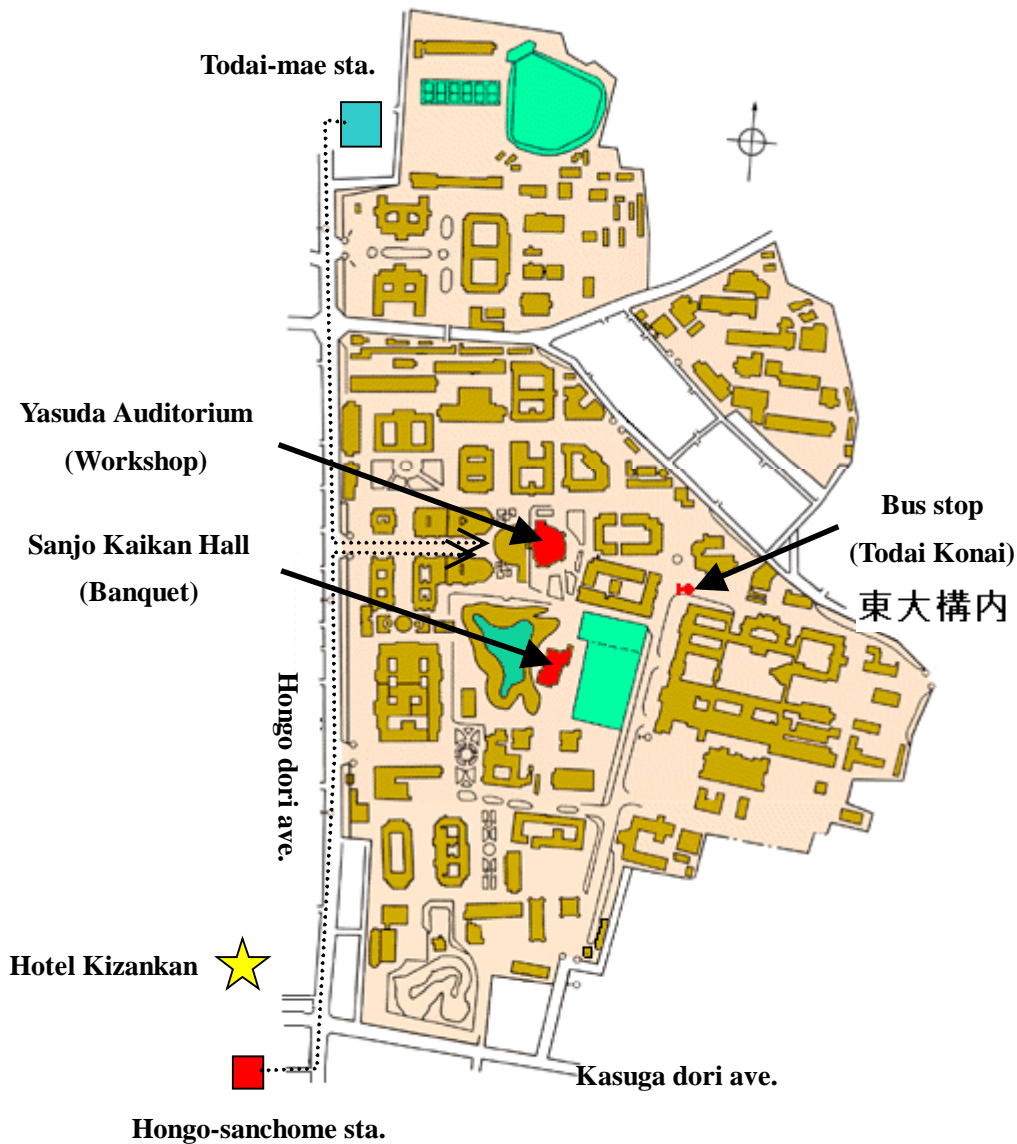 Todai-mae sta.
Yasuda Auditorium
(Workshop)
Sanjo Kaikan Hall
(Banquet)
Bus stop
(Todai Konai)
東大構内
Hongo dori ave.
Hotel Kizankan
Kasuga dori ave.
Hongo-sanchome sta.